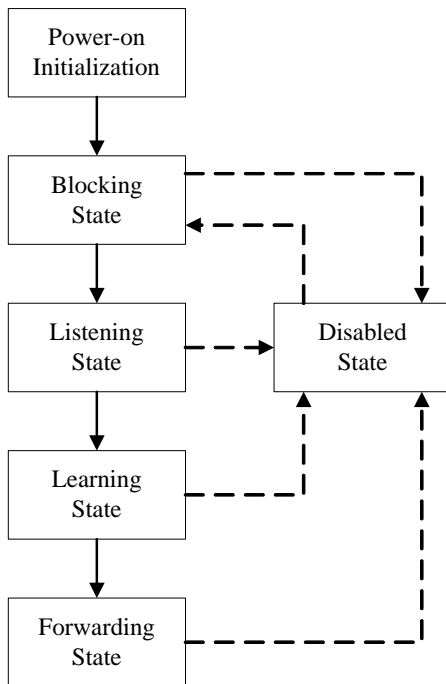 Power-on
Initialization
Blocking
State
Listening
State
Disabled
State
Learning
State
Forwarding
State